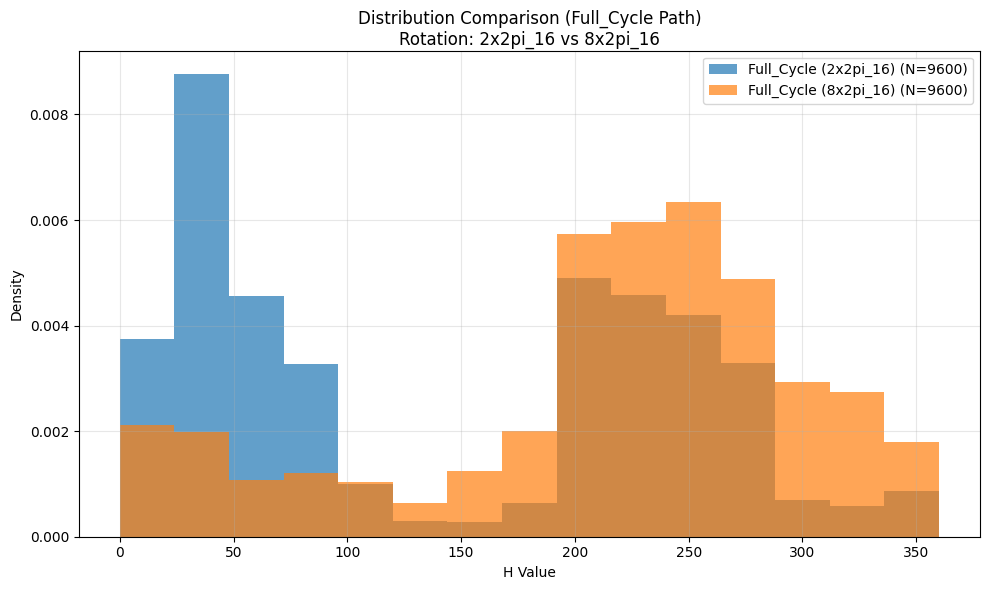 Distribution Comparison (Full_Cycle Path)
Rotation: 2x2pi_16 vs 8x2pi_16
Full_Cycle (2x2pi_16) (N=9600)
Full_Cycle (8x2pi_16) (N=9600)
Density
0.008
0.006
0.004
0.002
0.000
0 50 100 150 200 250 300 350
H Value